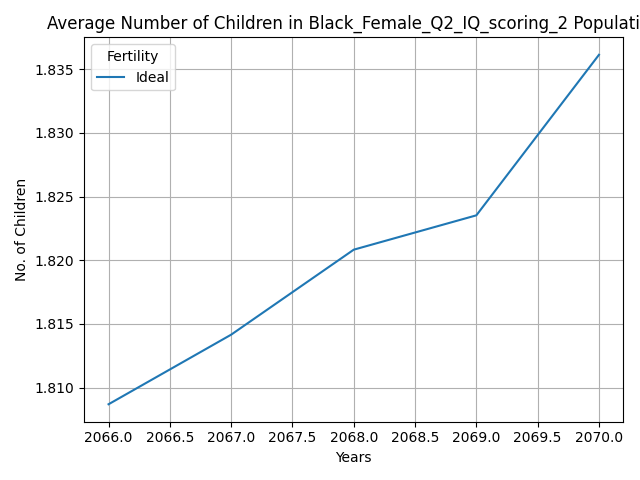 Average Number of Children in Black_Female_Q2_IQ_scoring_2 Populati
Fertility
Ideal
No. of Children
1.835
1.830
1.825
1.820
1.815
1.810
2066.0 2066.5 2067.0 2067.5 2068.0 2068.5 2069.0 2069.5 2070.0
Years